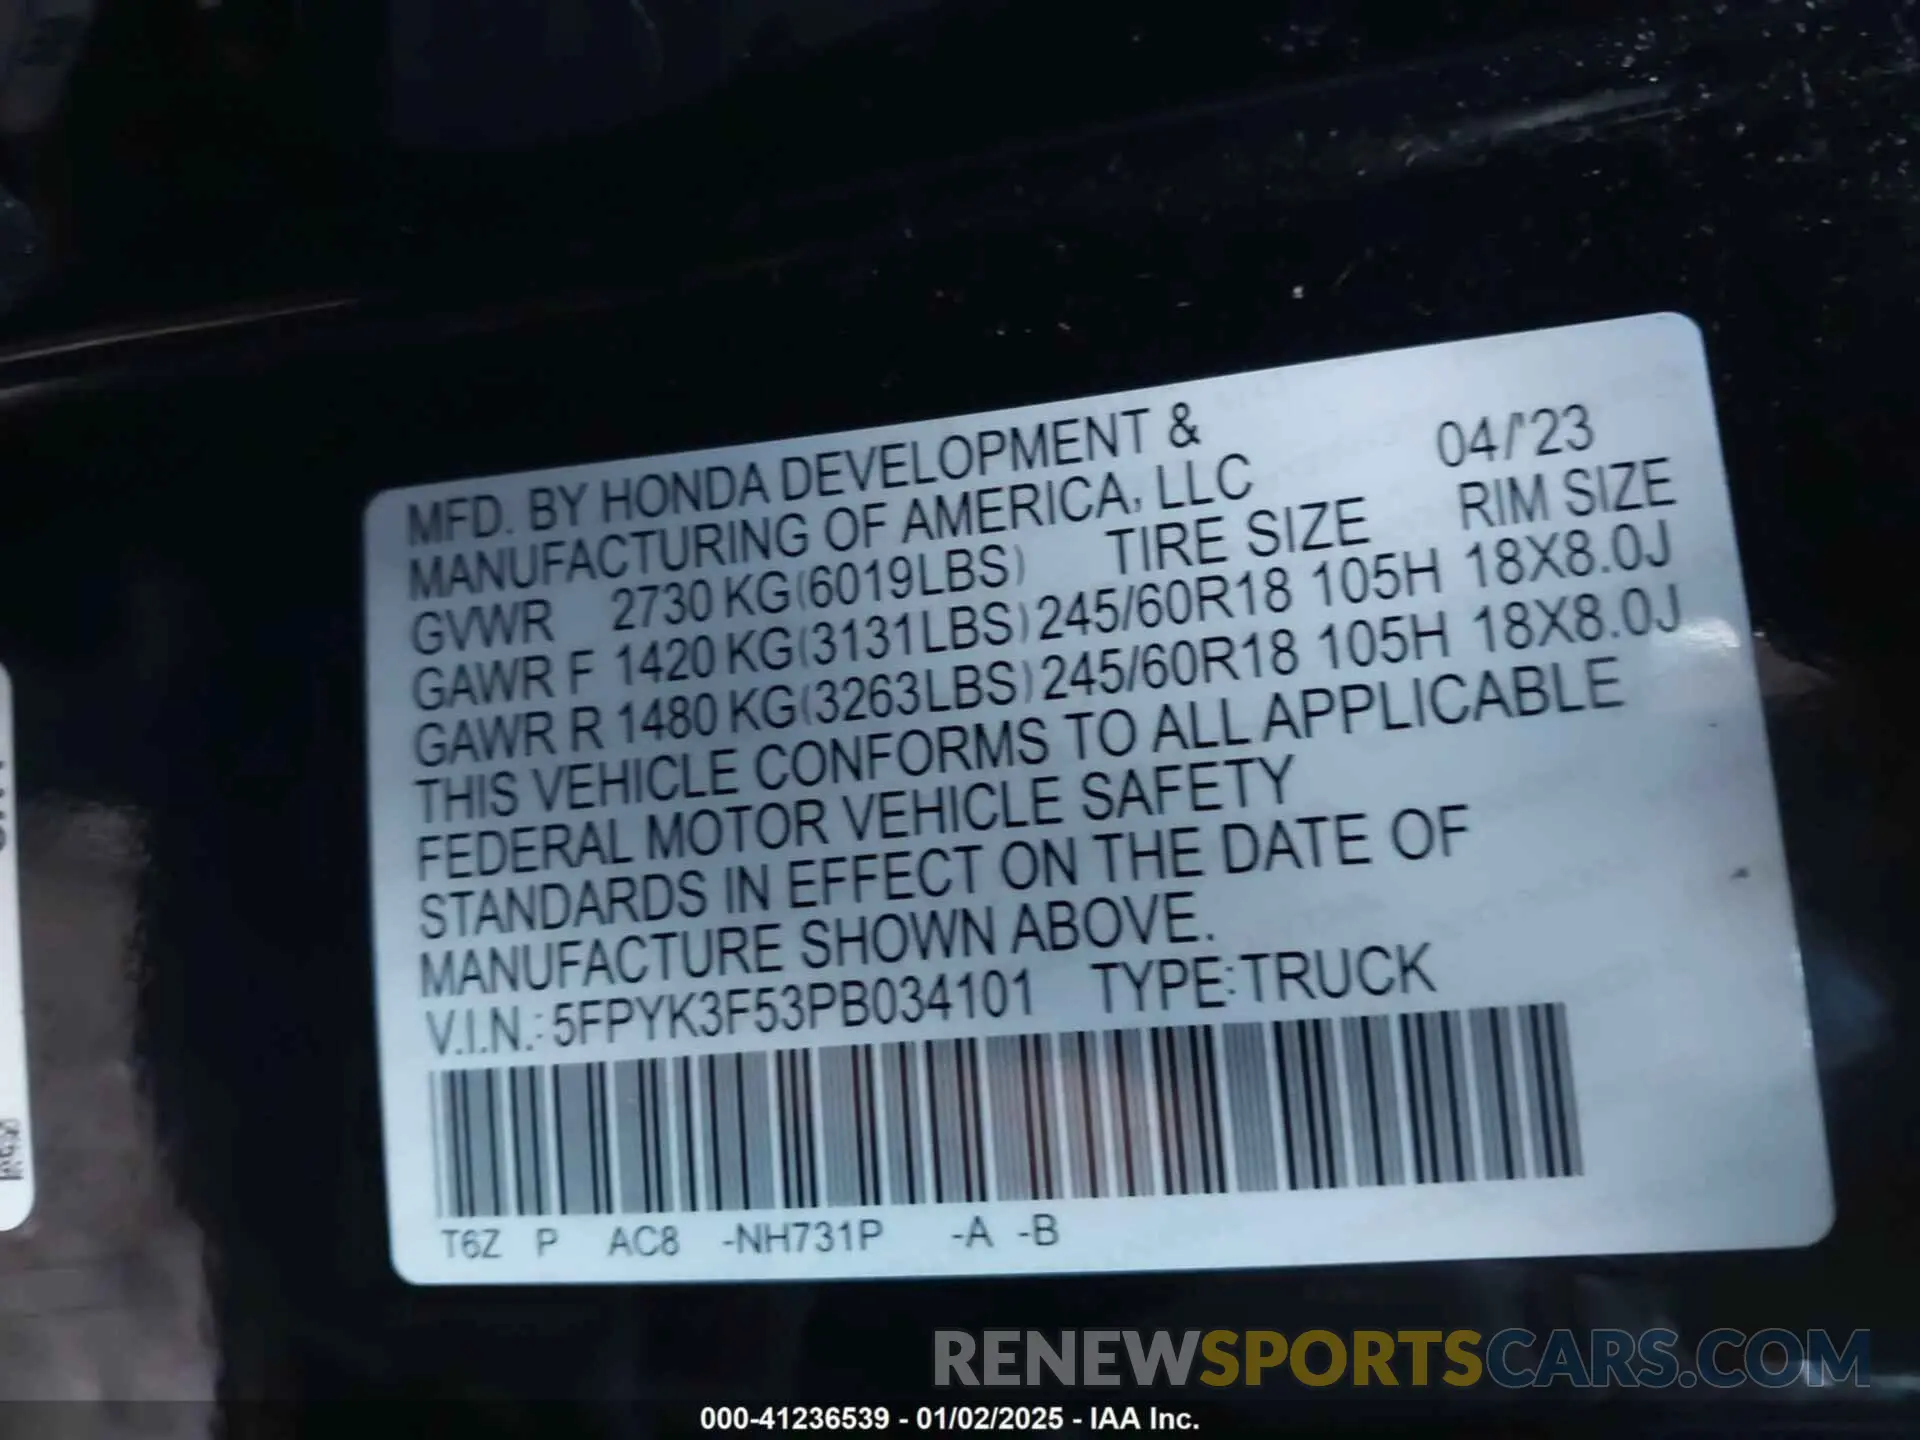 MFD. BY HONDA DEVELOPMENT & 04/'23
MANUFACTURING OF AMERICA, LLC
GVWR 2730 KG(6019LBS) TIRE SIZE RIM SIZE
GAWR F 1420 KG(3131LBS) 245/60R18 105H 18X8.0J
GAWR R 1480 KG(3263LBS) 245/60R18 105H 18X8.0J
THIS VEHICLE CONFORMS TO ALL APPLICABLE
FEDERAL MOTOR VEHICLE SAFETY
STANDARDS IN EFFECT ON THE DATE OF
MANUFACTURE SHOWN ABOVE.
V.I.N.: 5FPYK3F53PB034101 TYPE:TRUCK
T6Z P AC8 -NH731P -A -B
RENEWSPORTSCARS.COM
000-41236539 - 01/02/2025 - IAA Inc.